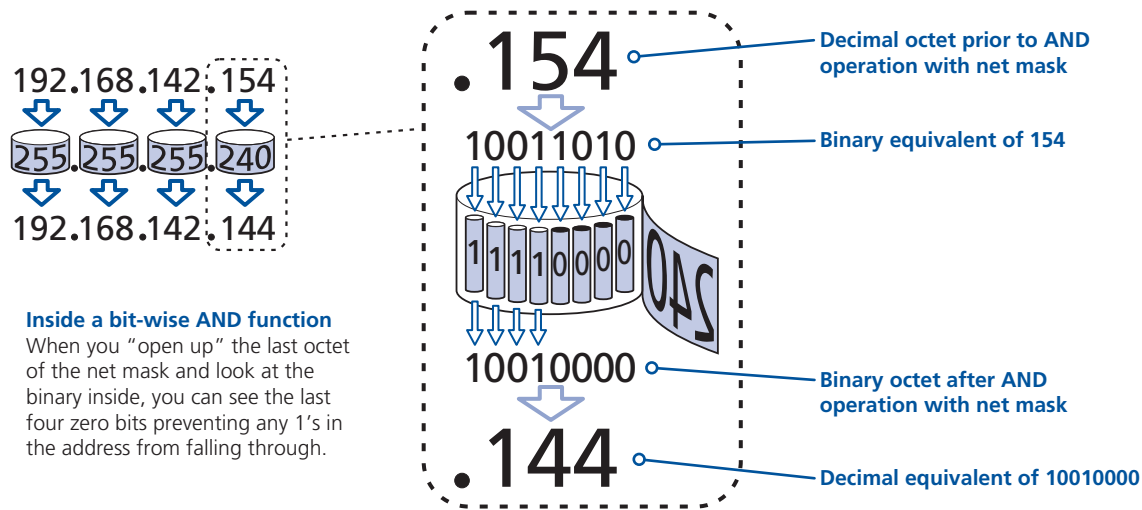 192.168.142.154
255.255.255.240
192.168.142.144
Inside a bit-wise AND function
When you “open up” the last octet
of the net mask and look at the
binary inside, you can see the last
four zero bits preventing any 1’s in
the address from falling through.
.154
10011010
11110000
240
10010000
.144
Decimal octet prior to AND
operation with net mask
Binary equivalent of 154
Binary octet after AND
operation with net mask
Decimal equivalent of 10010000